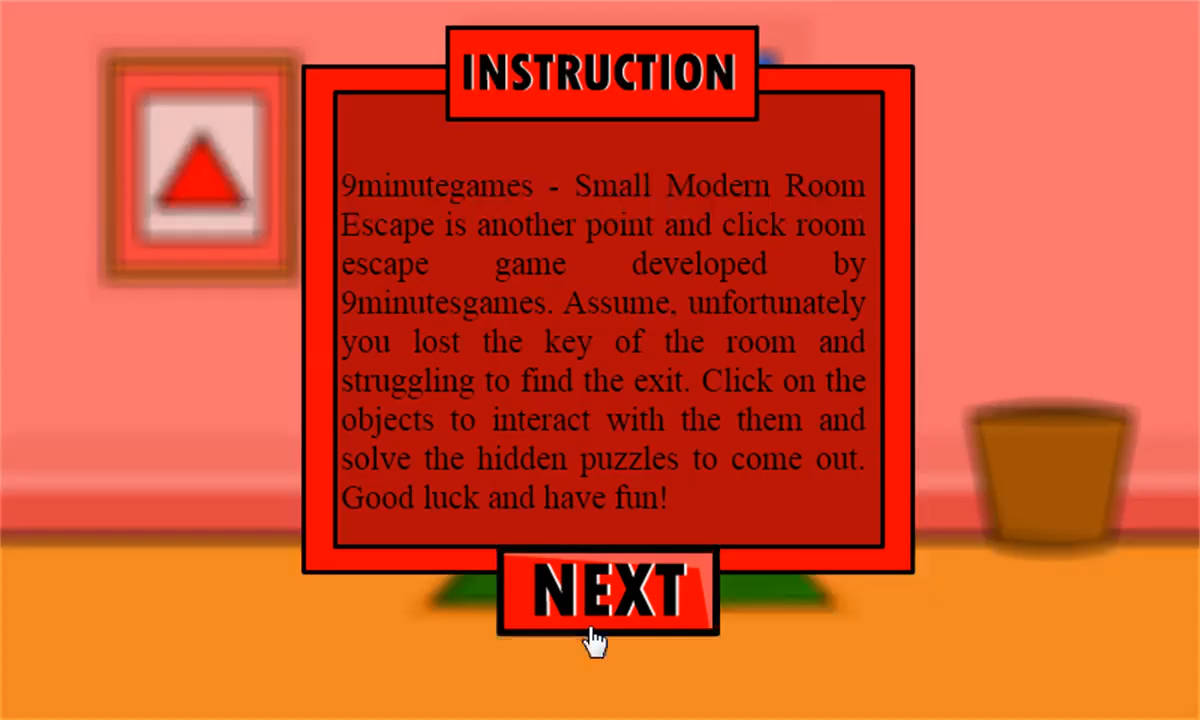 INSTRUCTION
9minutegames - Small Modern Room
Escape is another point and click room
escape game developed by
9minutesgames. Assume, unfortunately
you lost the key of the room and
struggling to find the exit. Click on the
objects to interact with the them and
solve the hidden puzzles to come out.
Good luck and have fun!
NEXT